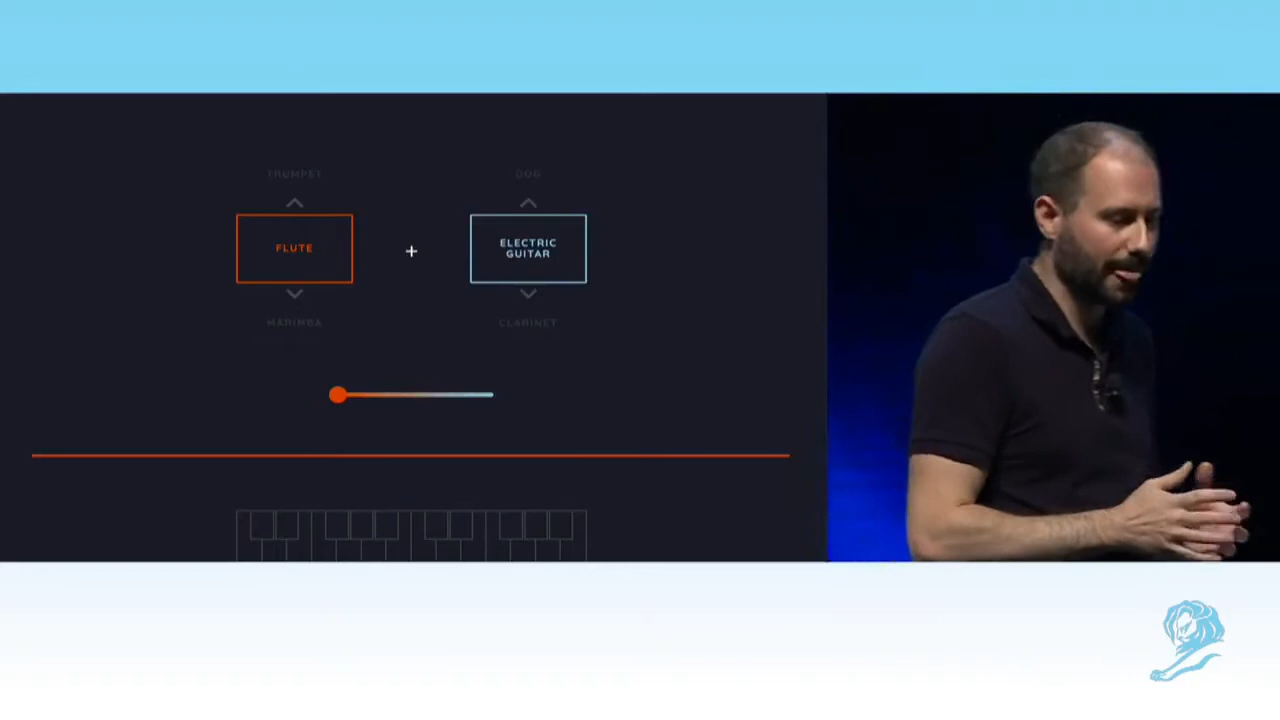 TRUMPET
DOG
FLUTE
+
ELECTRIC
GUITAR
MARIMBA
CLARINET